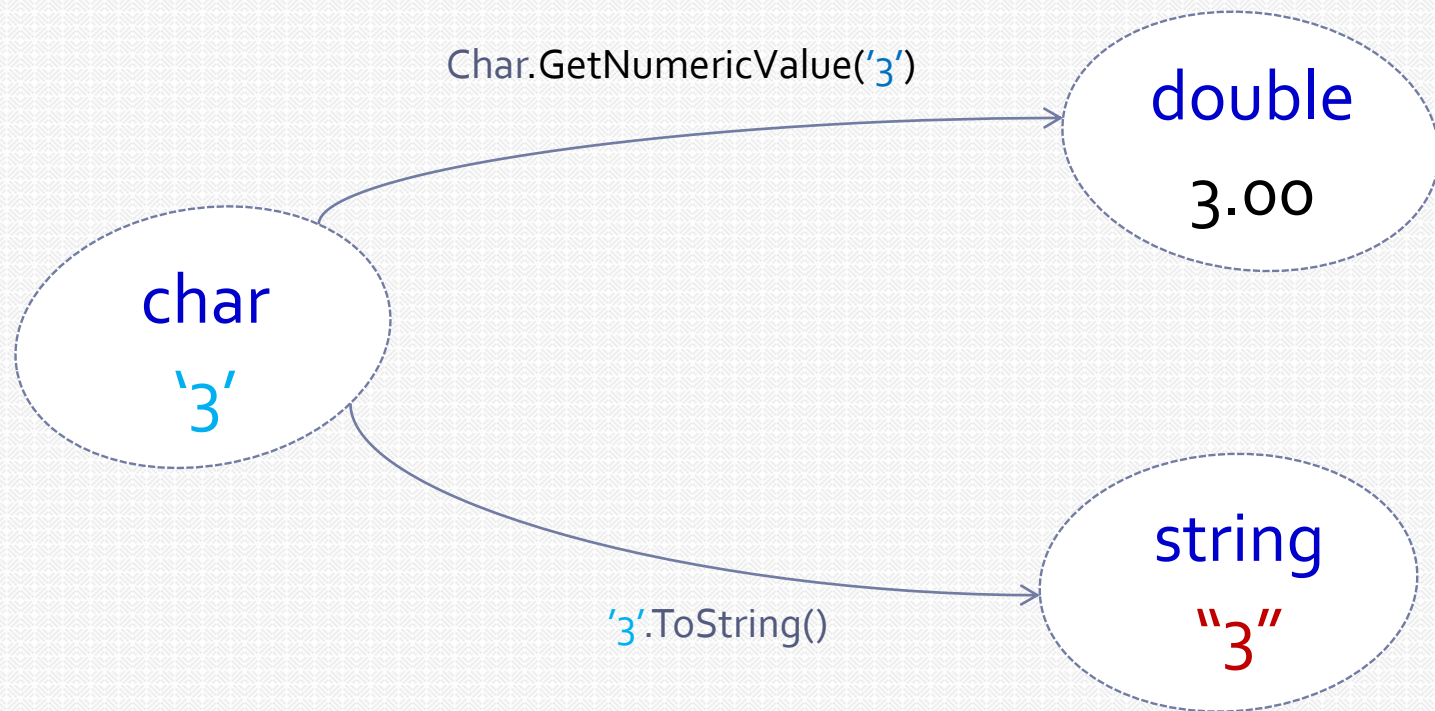 Char.GetNumericValue('3')
double
3.00
char
‘3’
string
“3”
'3'.ToString()